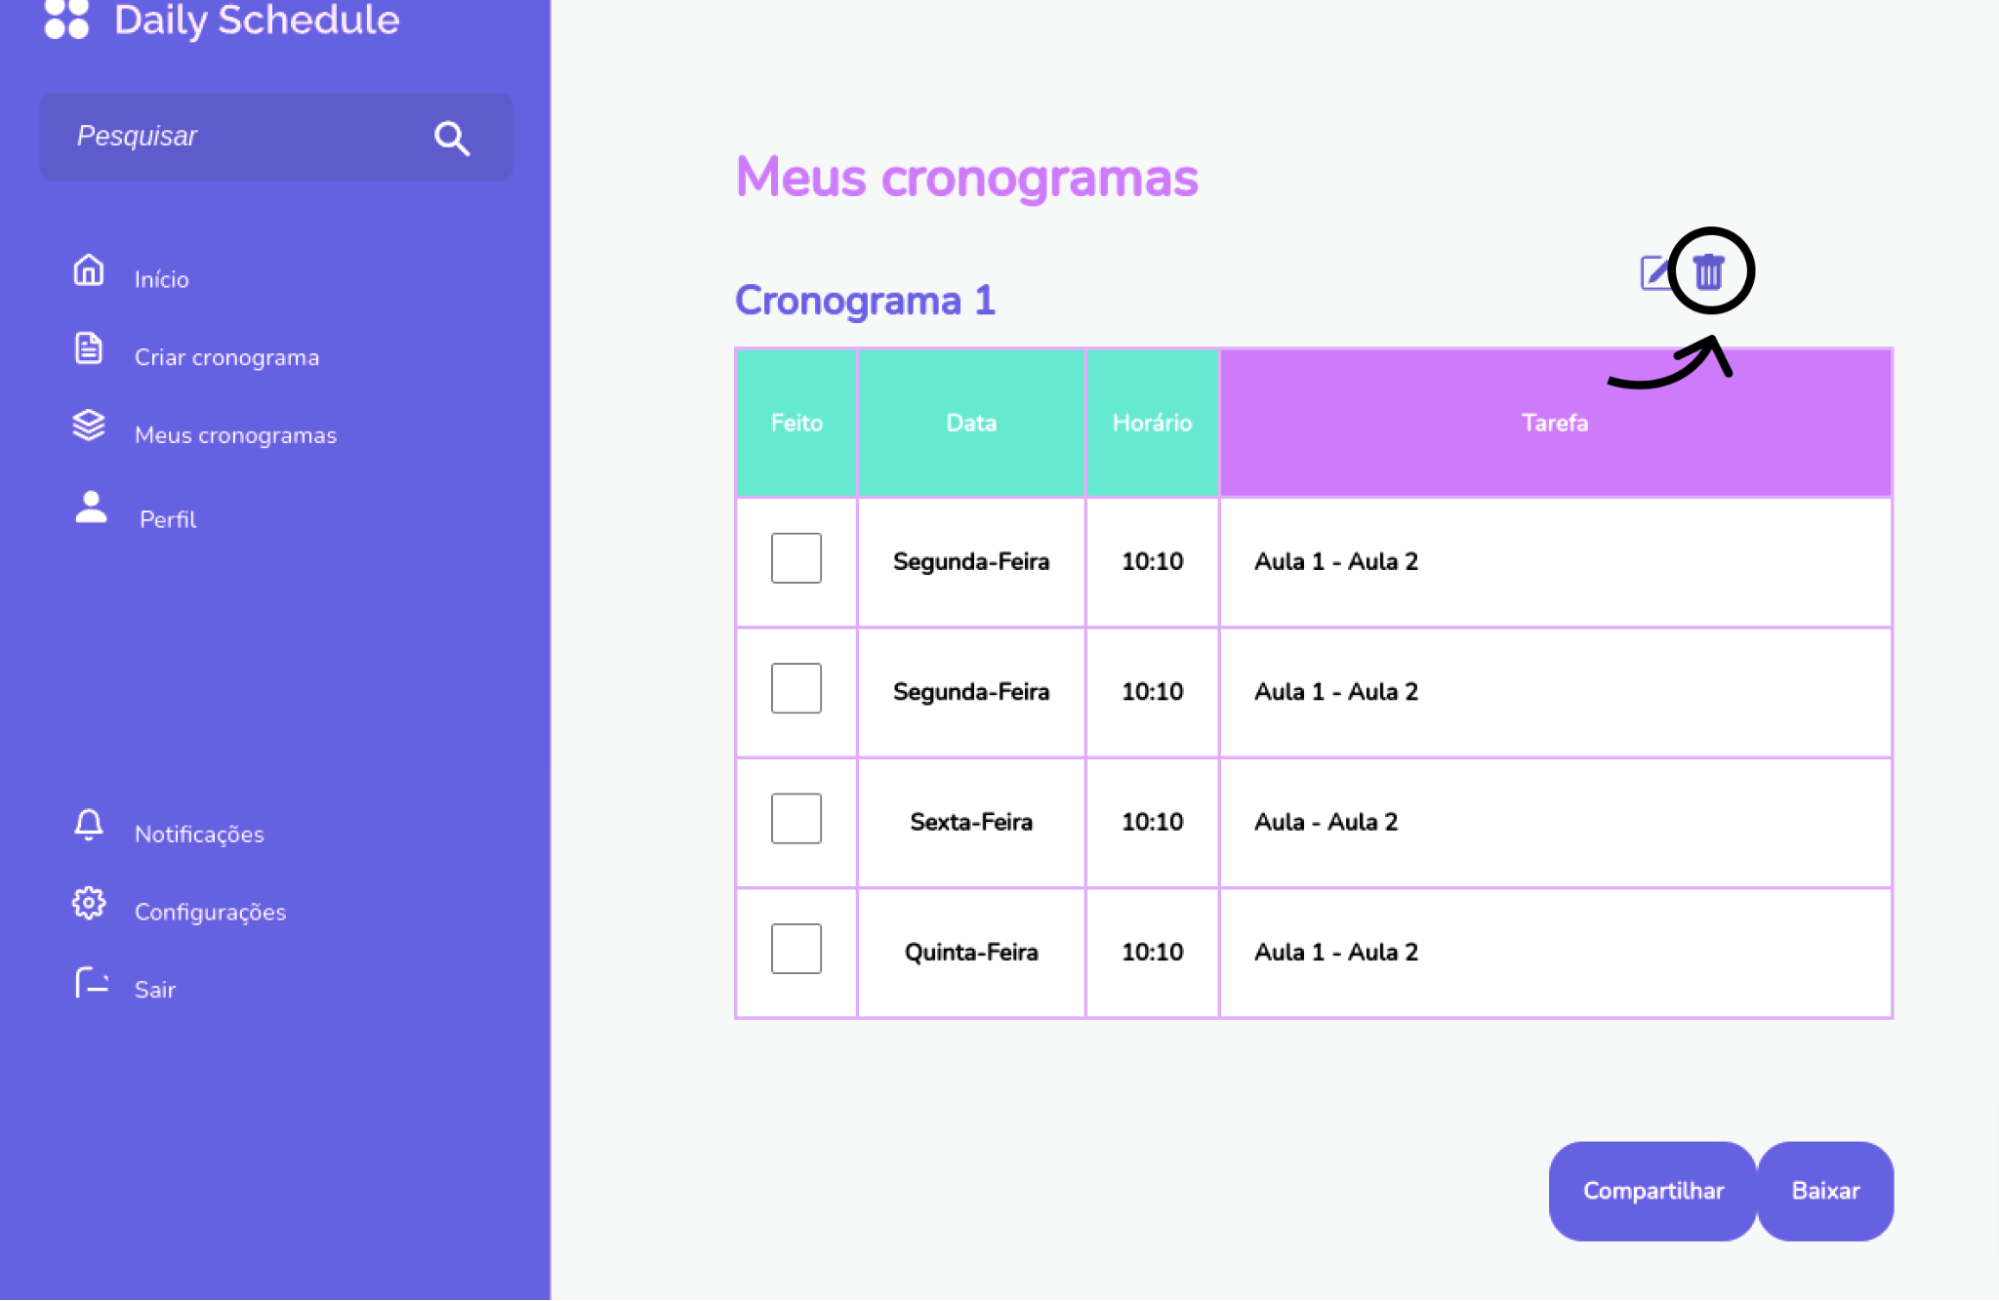 Daily Schedule
Pesquisar
Início
Criar cronograma
Meus cronogramas
Perfil
Notificações
Configurações
Sair
Meus cronogramas
Cronograma 1
Feito Data Horário Tarefa
Segunda-Feira 10:10 Aula 1 - Aula 2
Segunda-Feira 10:10 Aula 1 - Aula 2
Sexta-Feira 10:10 Aula - Aula 2
Quinta-Feira 10:10 Aula 1 - Aula 2
Compartilhar Baixar